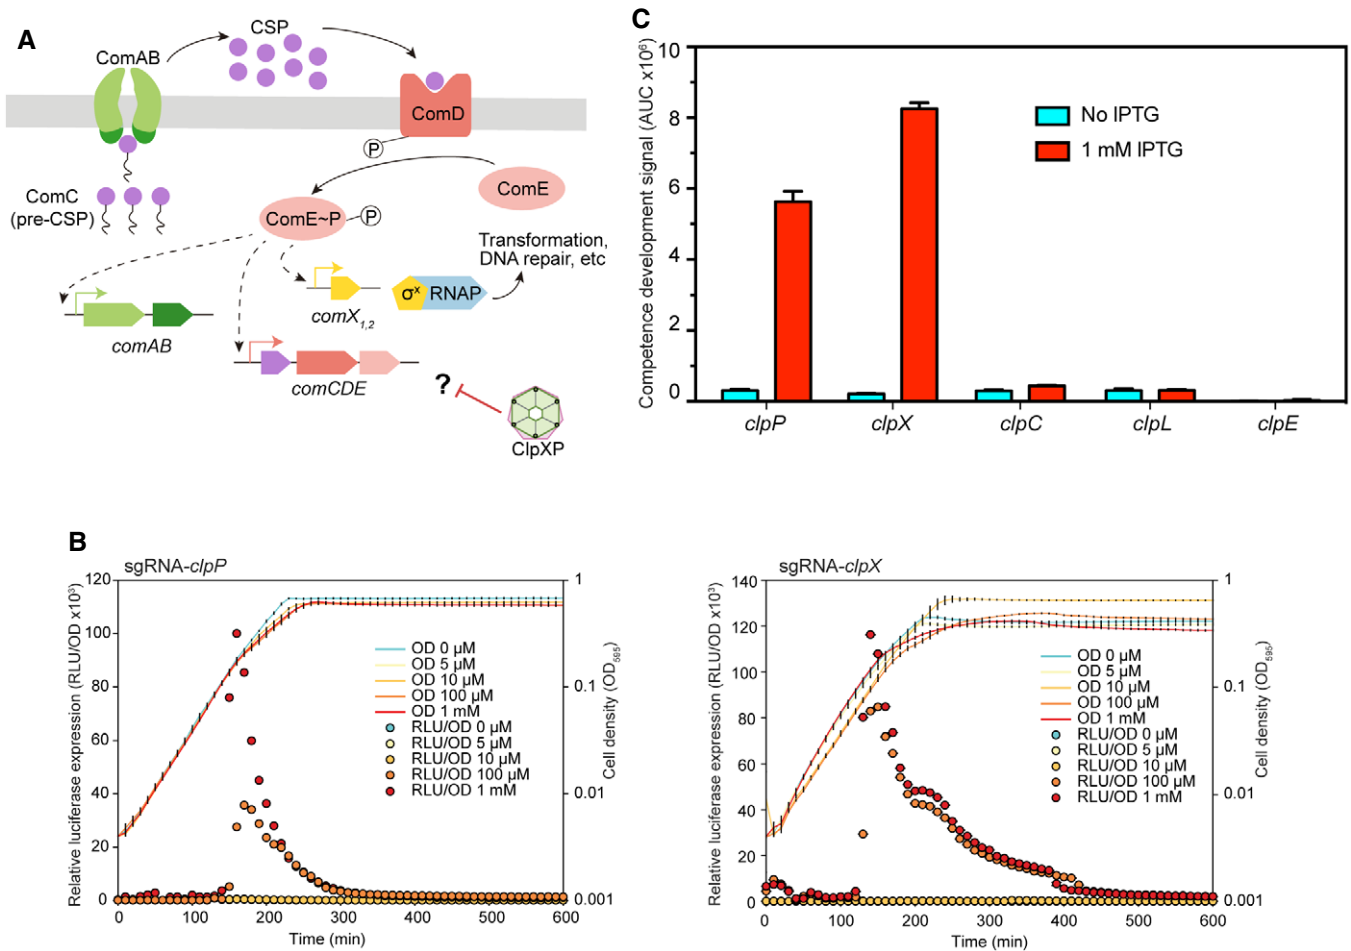 A
CSP
ComAB
ComD
P
ComC
(pre-CSP)
ComE
ComE~P
P
Transformation,
DNA repair, etc
σx RNAP
comX1,2
comAB
comCDE
?
ClpXP
C
Competence development signal (AUC x10⁶)
10
8
6
4
2
0
No IPTG
1 mM IPTG
clpP clpX clpC clpL clpE
B
sgRNA-clpP
Relative luciferase expression (RLU/OD x10³)
120
100
80
60
40
20
0
1
0.1
0.01
0.001
Cell density (OD595)
OD 0 µM
OD 5 µM
OD 10 µM
OD 100 µM
OD 1 mM
RLU/OD 0 µM
RLU/OD 5 µM
RLU/OD 10 µM
RLU/OD 100 µM
RLU/OD 1 mM
0 100 200 300 400 500 600
Time (min)
sgRNA-clpX
Relative luciferase expression (RLU/OD x10³)
140
120
100
80
60
40
20
0
1
0.1
0.01
0.001
Cell density (OD595)
OD 0 µM
OD 5 µM
OD 10 µM
OD 100 µM
OD 1 mM
RLU/OD 0 µM
RLU/OD 5 µM
RLU/OD 10 µM
RLU/OD 100 µM
RLU/OD 1 mM
0 100 200 300 400 500 600
Time (min)